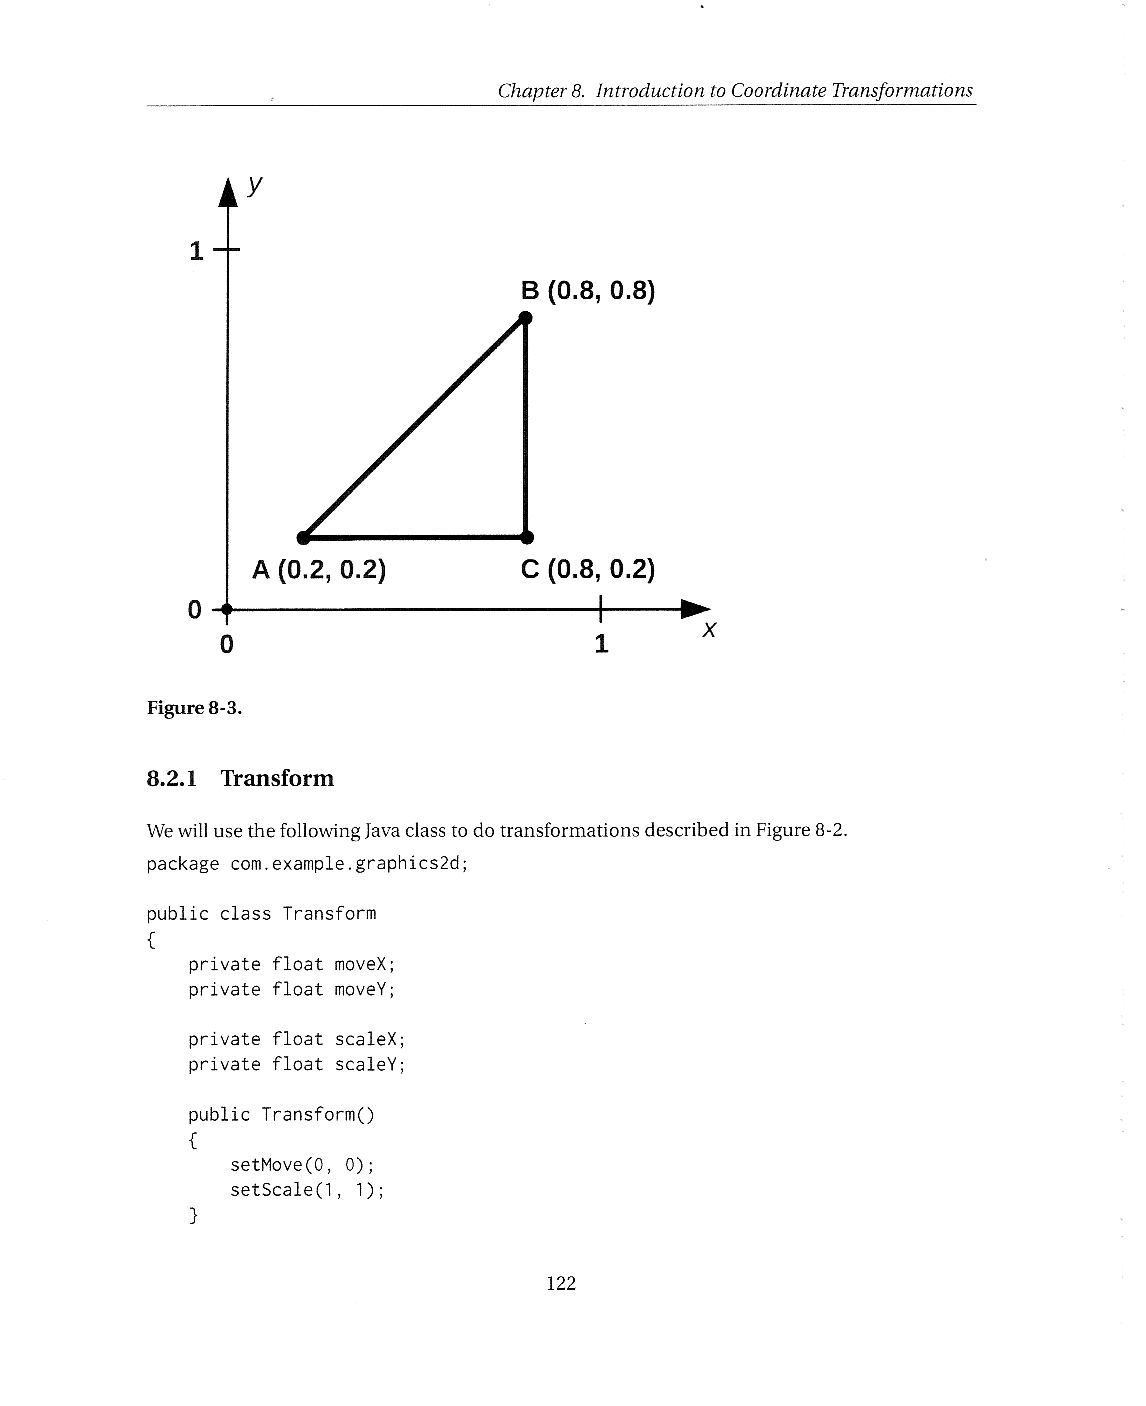 Chapter 8. Introduction to Coordinate Transformations
y
1
B (0.8, 0.8)
A (0.2, 0.2)
C (0.8, 0.2)
0
0
1
x
Figure 8-3.
8.2.1 Transform
We will use the following Java class to do transformations described in Figure 8-2.
package com.example.graphics2d;
public class Transform
{
    private float moveX;
    private float moveY;
    private float scaleX;
    private float scaleY;
    public Transform()
    {
        setMove(0, 0);
        setScale(1, 1);
    }
122